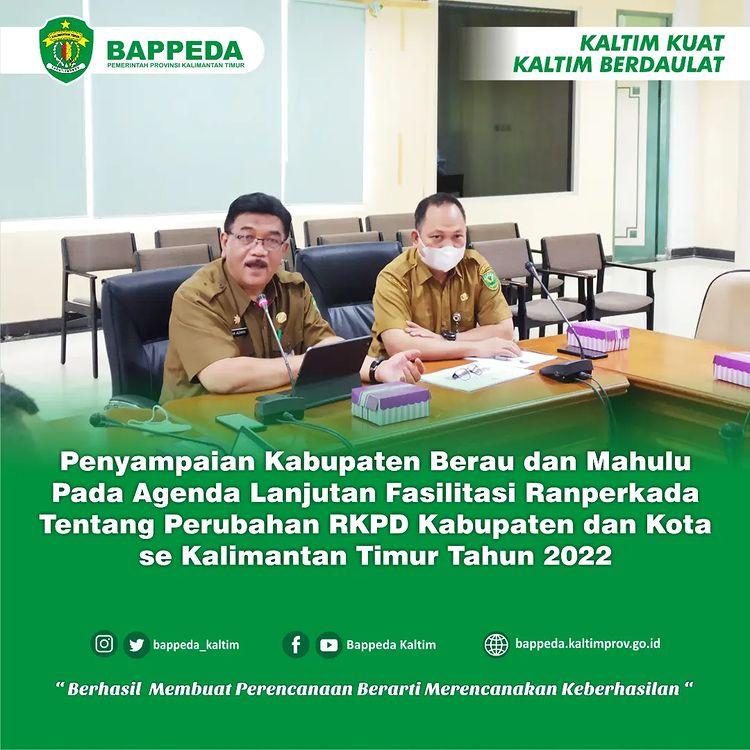 BAPPEDA
PEMERINTAH PROVINSI KALIMANTAN TIMUR
KALTIM KUAT
KALTIM BERDAULAT
Penyampaian Kabupaten Berau dan Mahulu
Pada Agenda Lanjutan Fasilitasi Ranperkada
Tentang Perubahan RKPD Kabupaten dan Kota
se Kalimantan Timur Tahun 2022
bappeda_kaltim
Bappeda Kaltim
bappeda.kaltimprov.go.id
“ Berhasil Membuat Perencanaan Berarti Merencanakan Keberhasilan “